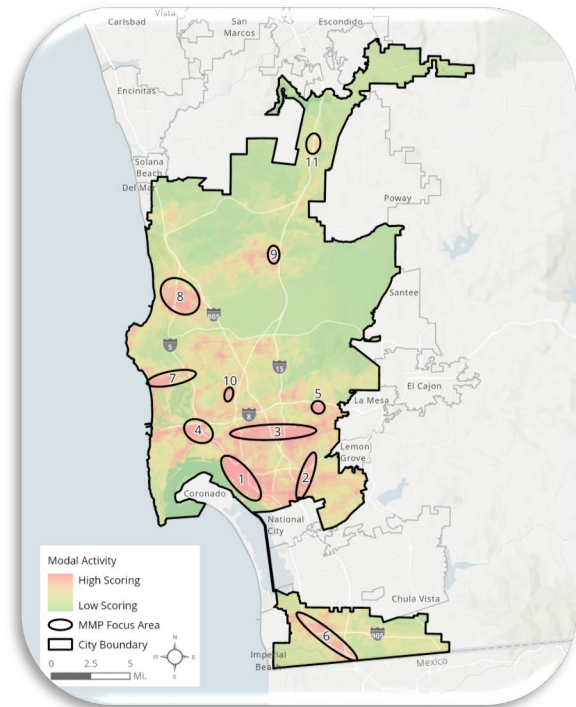 Vista
Carlsbad
San
Marcos
Escondido
Encinitas
Solana
Beach
Del Mar
11
Poway
9
Santee
8
805
5
15
7
10
5
El Cajon
La Mesa
8
4
3
Lemon
Grove
1
2
Coronado
National
City
Modal Activity
High Scoring
Low Scoring
MMP Focus Area
City Boundary
0 2.5 5
Mi.
N
W E
S
Chula Vista
6
905
Imperial
Beach
Mexico